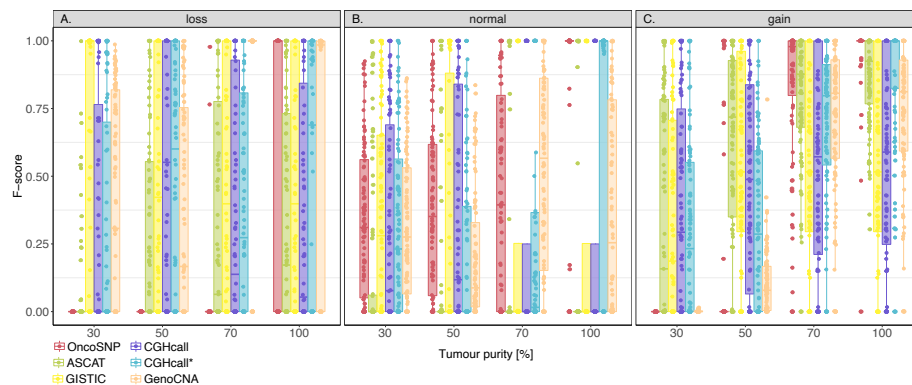 A. loss
B. normal
C. gain
F-score
1.00
0.75
0.50
0.25
0.00
30 50 70 100
30 50 70 100
30 50 70 100
Tumour purity [%]
OncoSNP CGHcall
ASCAT CGHcall*
GISTIC GenoCNA